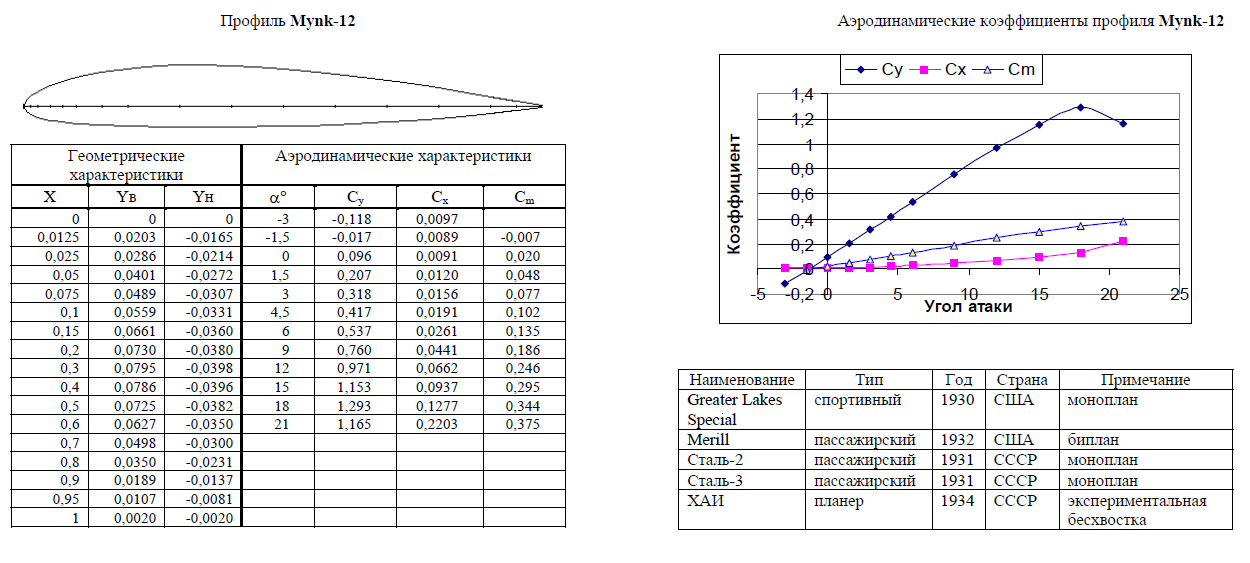 Профиль Mynk-12
Геометрические характеристики Аэродинамические характеристики
X Yв Yн α° Cy Cx Cm
0 0 0 -3 -0,118 0,0097
0,0125 0,0203 -0,0165 -1,5 -0,017 0,0089 -0,007
0,025 0,0286 -0,0214 0 0,096 0,0091 0,020
0,05 0,0401 -0,0272 1,5 0,207 0,0120 0,048
0,075 0,0489 -0,0307 3 0,318 0,0156 0,077
0,1 0,0559 -0,0331 4,5 0,417 0,0191 0,102
0,15 0,0661 -0,0360 6 0,537 0,0261 0,135
0,2 0,0730 -0,0380 9 0,760 0,0441 0,186
0,3 0,0795 -0,0398 12 0,971 0,0662 0,246
0,4 0,0786 -0,0396 15 1,153 0,0937 0,295
0,5 0,0725 -0,0382 18 1,293 0,1277 0,344
0,6 0,0627 -0,0350 21 1,165 0,2203 0,375
0,7 0,0498 -0,0300
0,8 0,0350 -0,0231
0,9 0,0189 -0,0137
0,95 0,0107 -0,0081
1 0,0020 -0,0020
Аэродинамические коэффициенты профиля Mynk-12
Cy Cx Cm
Коэффициент
1,4
1,2
1
0,8
0,6
0,4
0,2
0
-0,2
-5 0 5 10 15 20 25
Угол атаки
Наименование Тип Год Страна Примечание
Greater Lakes Special спортивный 1930 США моноплан
Merill пассажирский 1932 США биплан
Сталь-2 пассажирский 1931 СССР моноплан
Сталь-3 пассажирский 1931 СССР моноплан
ХАИ планер 1934 СССР экспериментальная бесхвостка